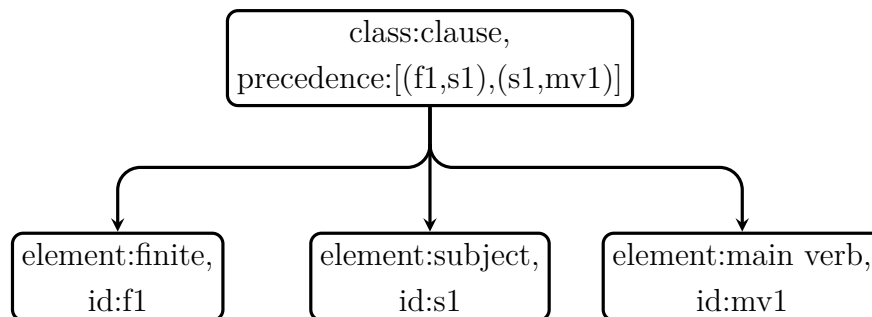 class:clause,
precedence:[(f1,s1),(s1,mv1)]
element:finite,
id:f1
element:subject,
id:s1
element:main verb,
id:mv1